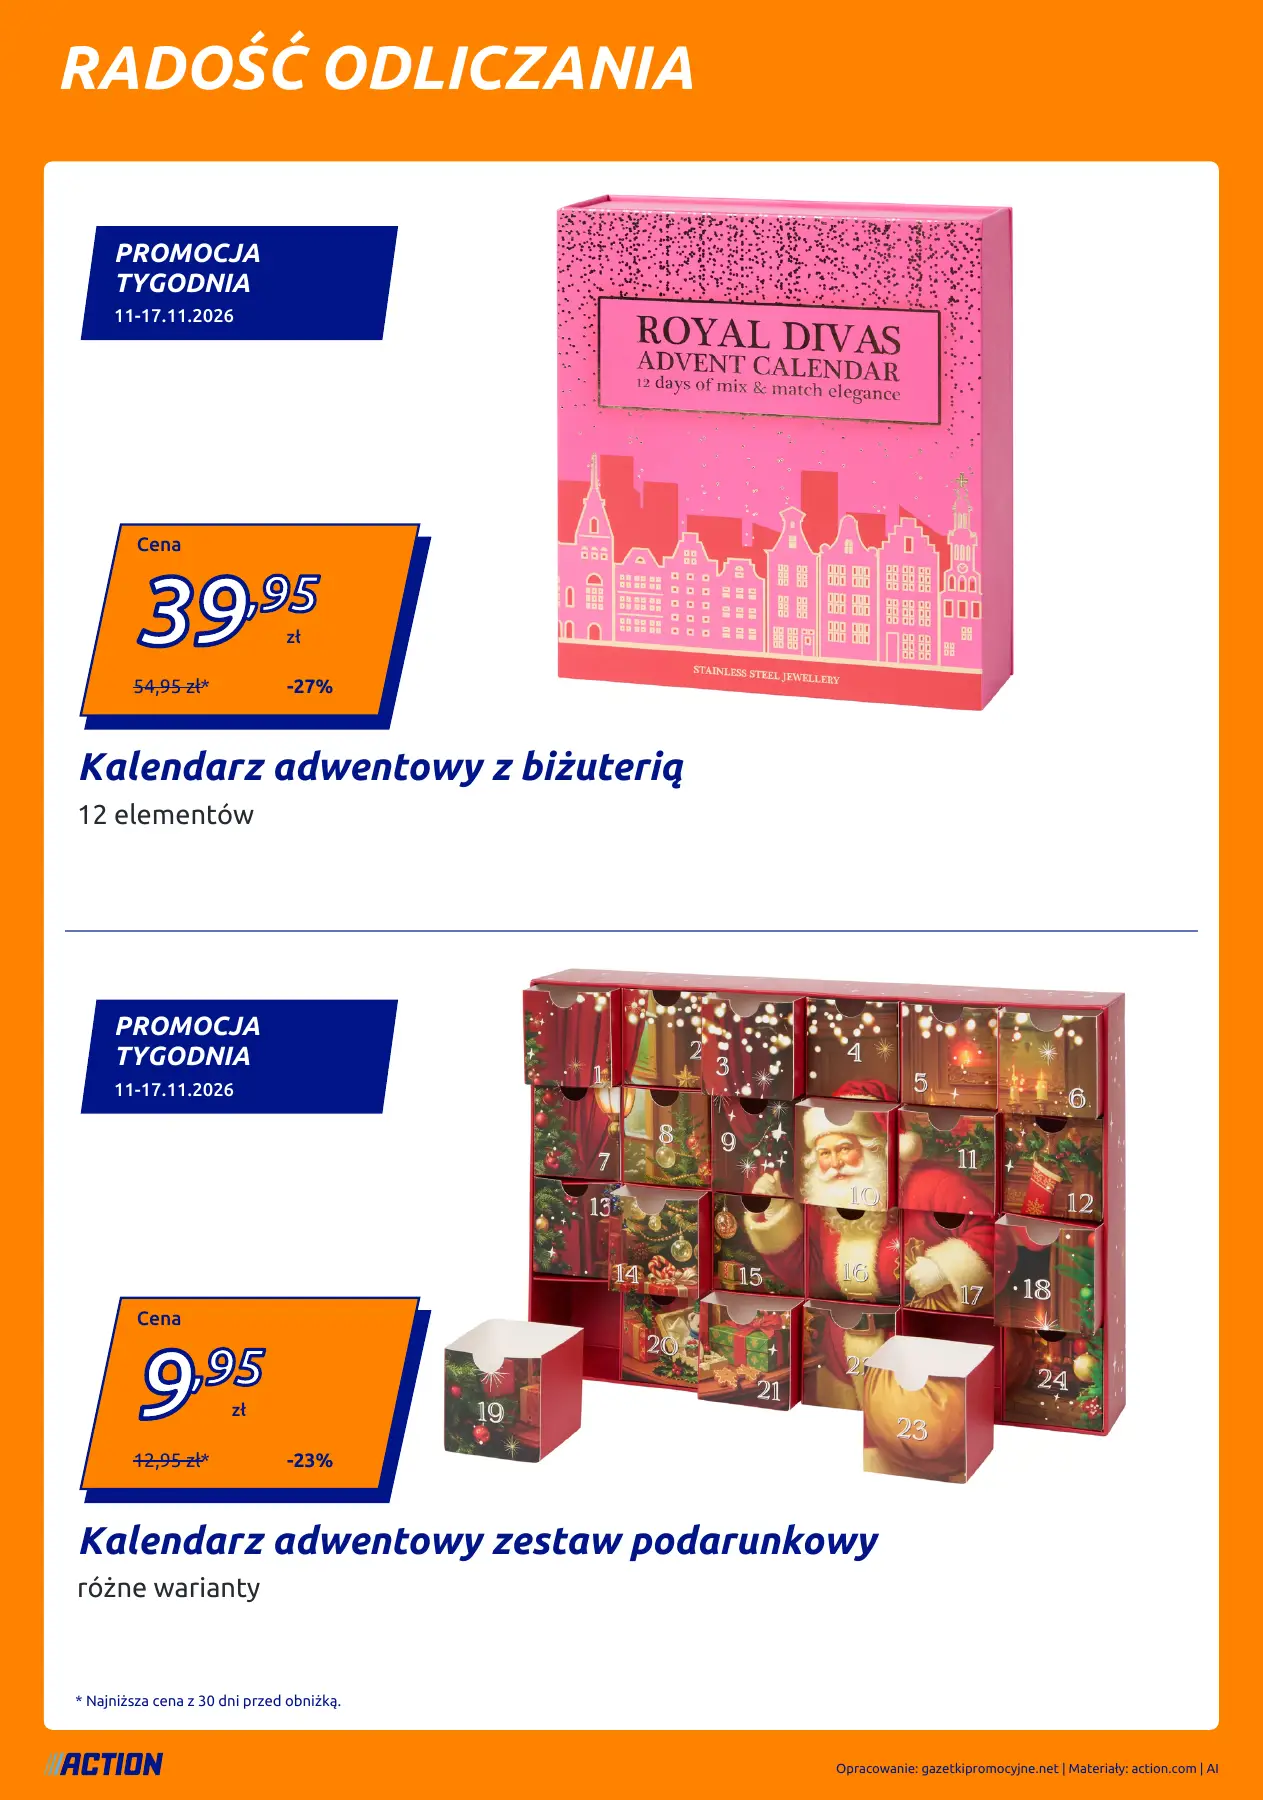 RADOŚĆ ODLICZANIA
PROMOCJA
TYGODNIA
11-17.11.2026
ROYAL DIVAS
ADVENT CALENDAR
12 days of mix & match elegance
STAINLESS STEEL JEWELLERY
Cena
39,95
zł
54,95 zł* -27%
Kalendarz adwentowy z biżuterią
12 elementów
PROMOCJA
TYGODNIA
11-17.11.2026
1 2 3 4 5 6
7 8 9 10 11 12
13 14 15 16 17 18
19 20 21 23 24
Cena
9,95
zł
12,95 zł* -23%
Kalendarz adwentowy zestaw podarunkowy
różne warianty
* Najniższa cena z 30 dni przed obniżką.
ACTION
Opracowanie: gazetkipromocyjne.net | Materiały: action.com | AI